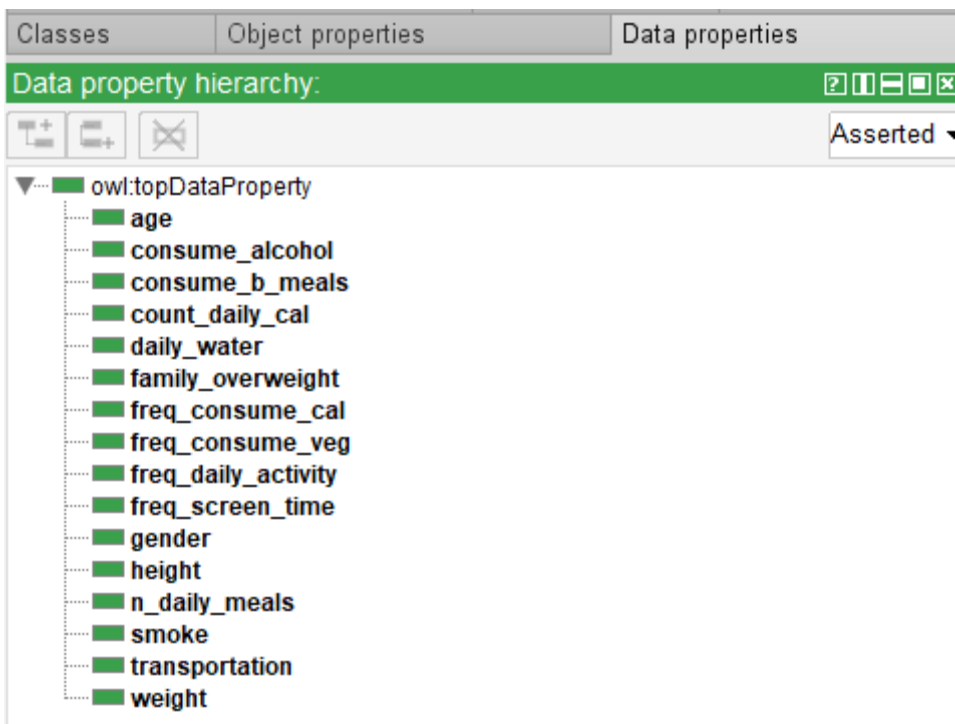 Classes Object properties Data properties
Data property hierarchy:
Asserted
owl:topDataProperty
age
consume_alcohol
consume_b_meals
count_daily_cal
daily_water
family_overweight
freq_consume_cal
freq_consume_veg
freq_daily_activity
freq_screen_time
gender
height
n_daily_meals
smoke
transportation
weight